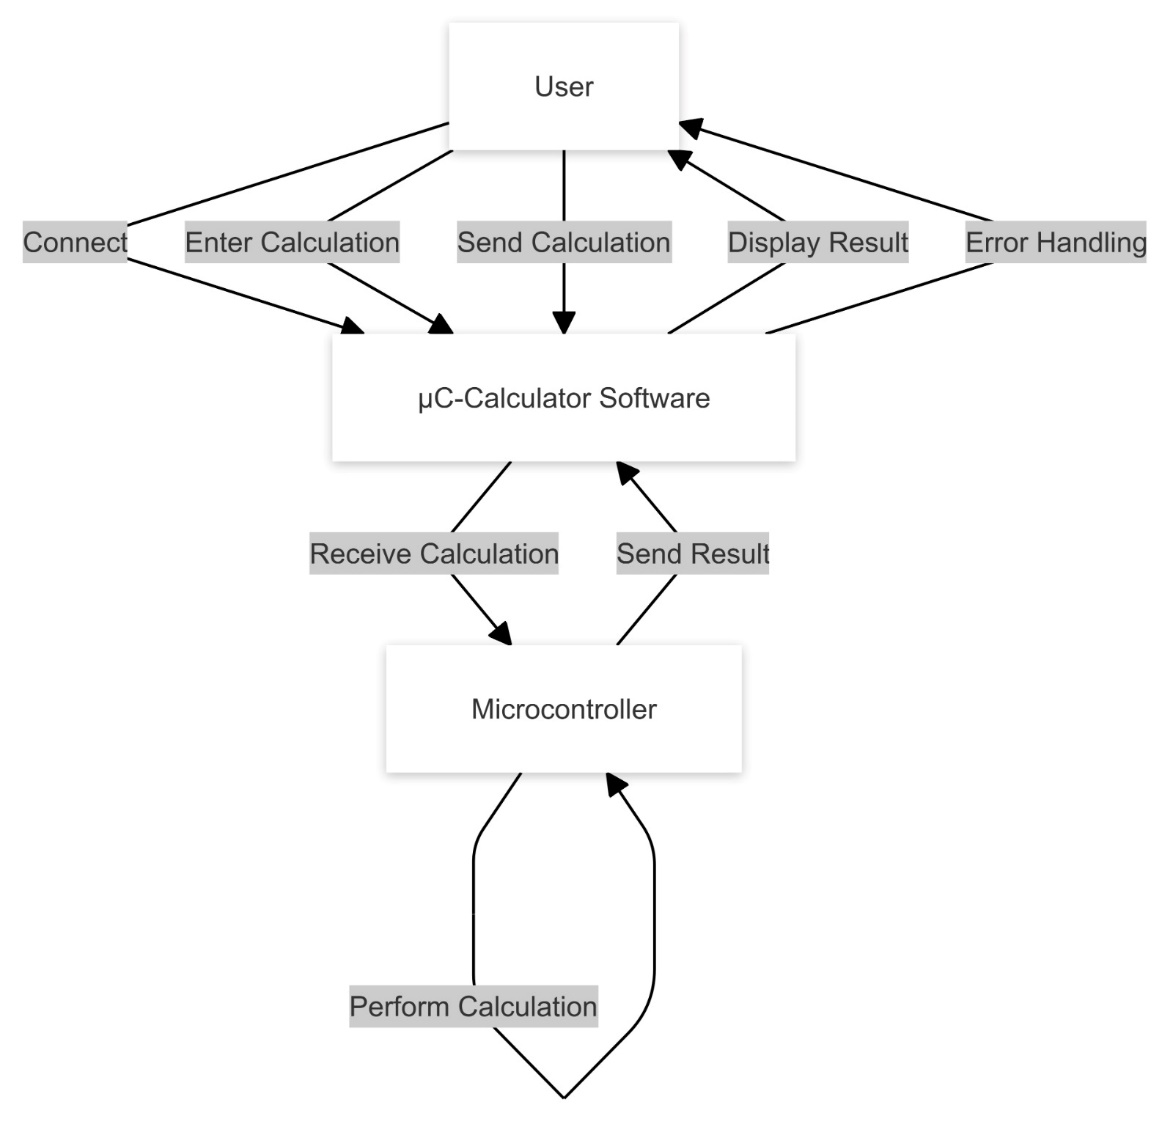 User
Connect
Enter Calculation
Send Calculation
Display Result
Error Handling
µC-Calculator Software
Receive Calculation
Send Result
Microcontroller
Perform Calculation